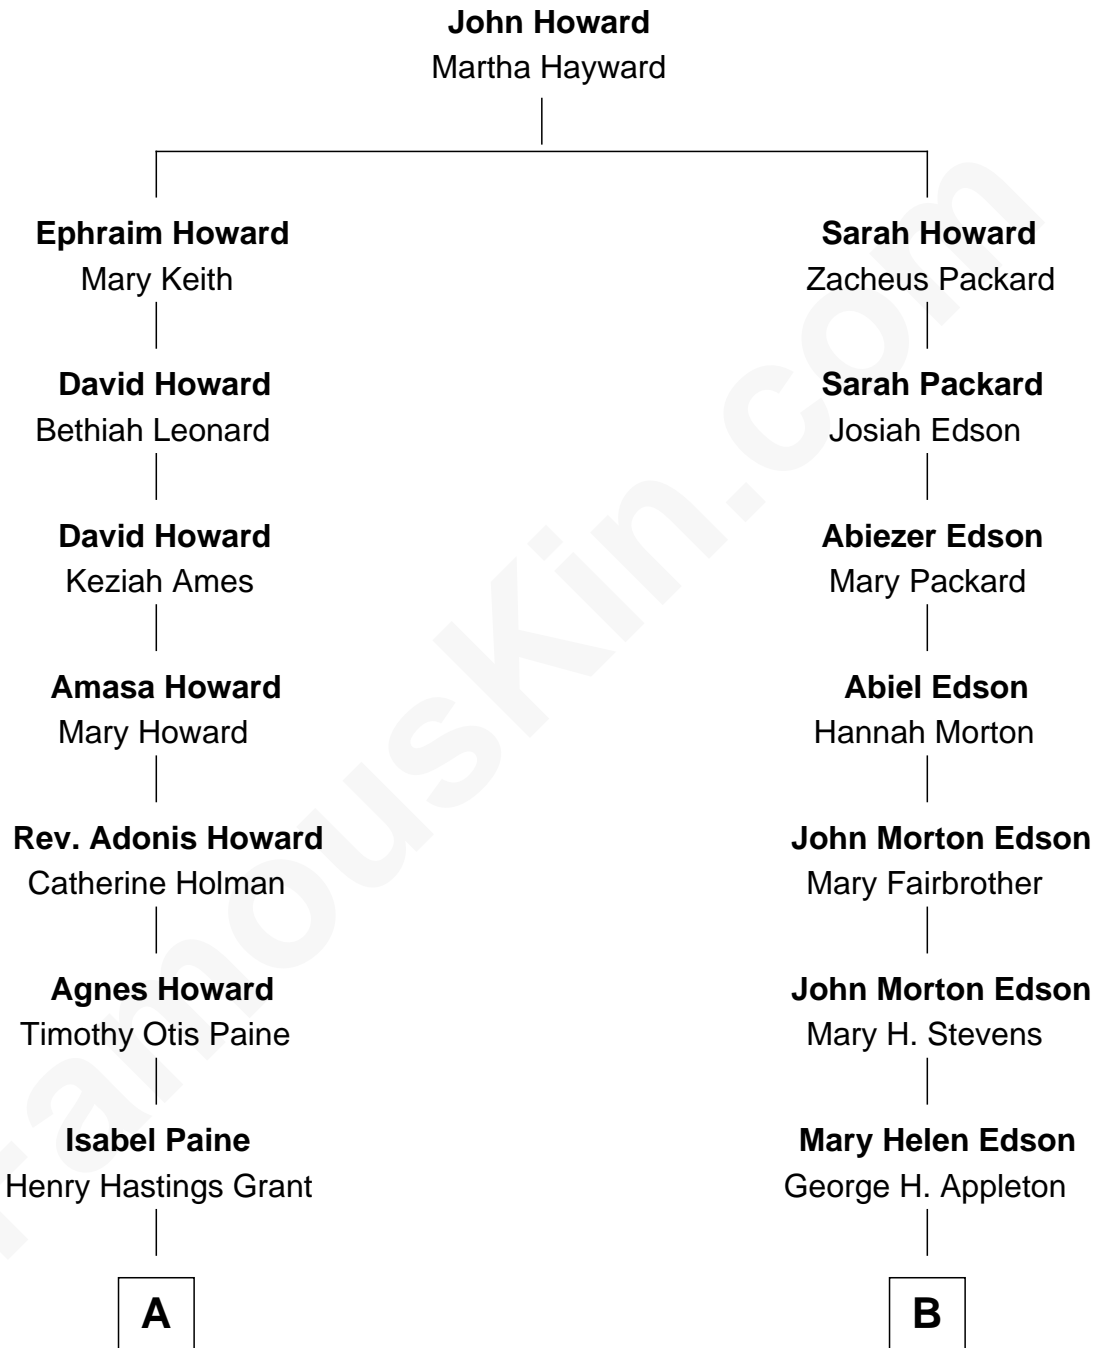 John Howard
Martha Hayward
Ephraim Howard
Mary Keith
Sarah Howard
Zacheus Packard
David Howard
Bethiah Leonard
Sarah Packard
Josiah Edson
David Howard
Keziah Ames
Abiezer Edson
Mary Packard
Amasa Howard
Mary Howard
Abiel Edson
Hannah Morton
Rev. Adonis Howard
Catherine Holman
John Morton Edson
Mary Fairbrother
Agnes Howard
Timothy Otis Paine
John Morton Edson
Mary H. Stevens
Isabel Paine
Henry Hastings Grant
Mary Helen Edson
George H. Appleton
A
B
famouskin.com